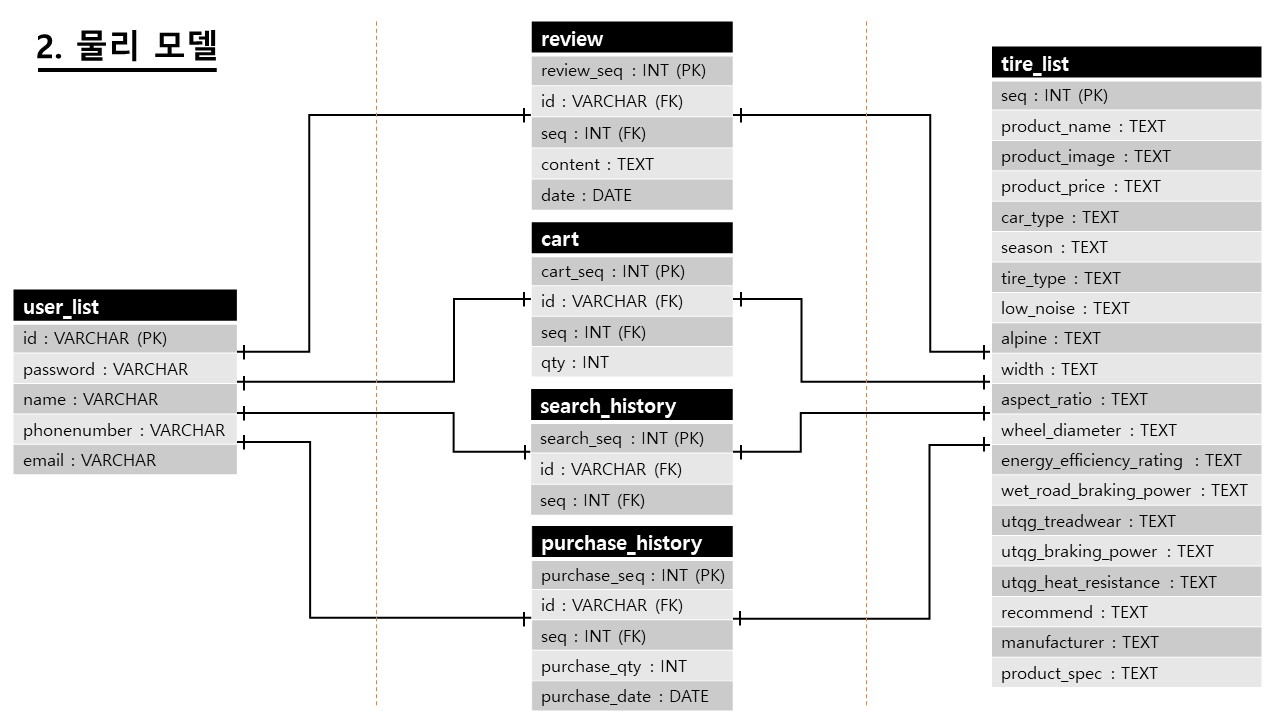 2. 물리 모델
user_list
id : VARCHAR (PK)
password : VARCHAR
name : VARCHAR
phonenumber : VARCHAR
email : VARCHAR
review
review_seq : INT (PK)
id : VARCHAR (FK)
seq : INT (FK)
content : TEXT
date : DATE
cart
cart_seq : INT (PK)
id : VARCHAR (FK)
seq : INT (FK)
qty : INT
search_history
search_seq : INT (PK)
id : VARCHAR (FK)
seq : INT (FK)
purchase_history
purchase_seq : INT (PK)
id : VARCHAR (FK)
seq : INT (FK)
purchase_qty : INT
purchase_date : DATE
tire_list
seq : INT (PK)
product_name : TEXT
product_image : TEXT
product_price : TEXT
car_type : TEXT
season : TEXT
tire_type : TEXT
low_noise : TEXT
alpine : TEXT
width : TEXT
aspect_ratio : TEXT
wheel_diameter : TEXT
energy_efficiency_rating : TEXT
wet_road_braking_power : TEXT
utqg_treadwear : TEXT
utqg_braking_power : TEXT
utqg_heat_resistance : TEXT
recommend : TEXT
manufacturer : TEXT
product_spec : TEXT